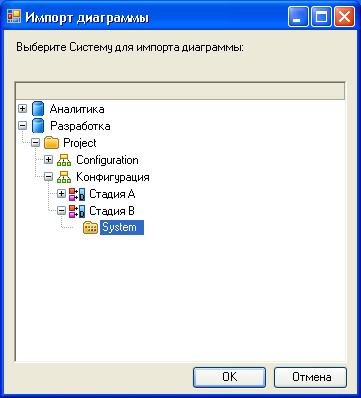 Импорт диаграммы
Выберите Систему для импорта диаграммы:
Аналитика
Разработка
Project
Configuration
Конфигурация
Стадия A
Стадия B
System
OK
Отмена